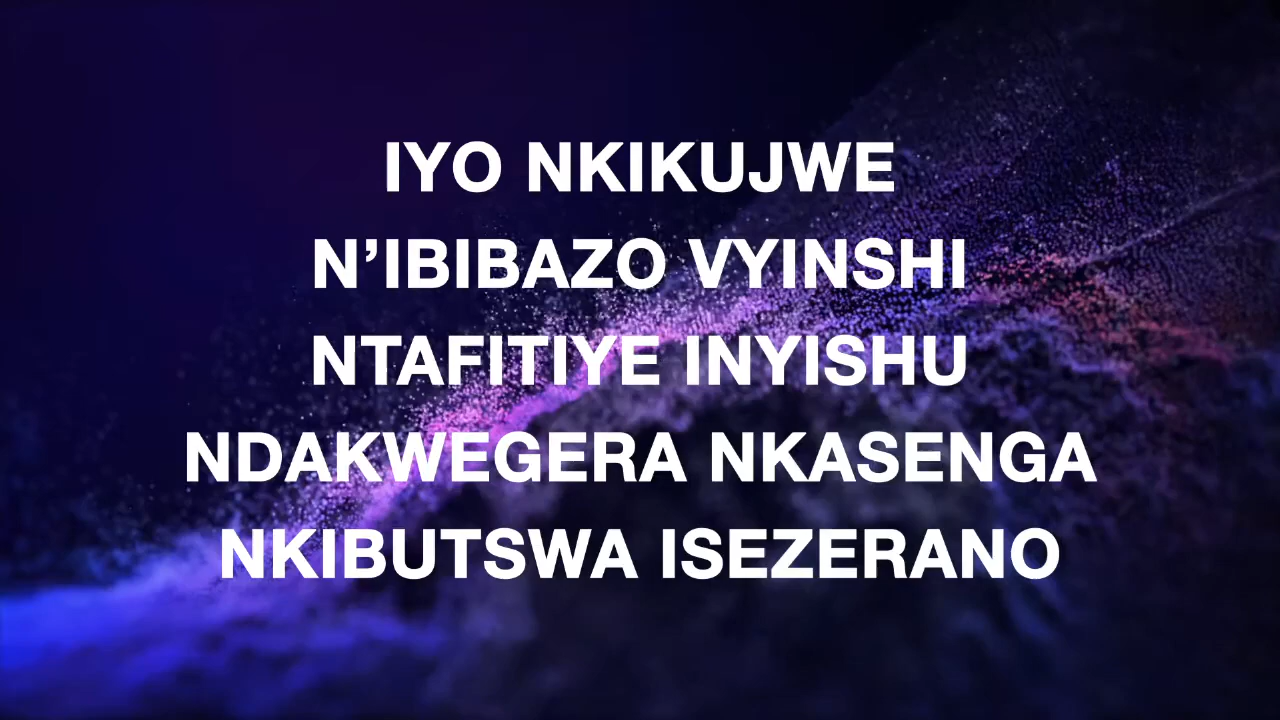 IYO NKIKUJWE
N’IBIBAZO VYINSHI
NTAFITIYE INYISHU
NDAKWEGERA NKASENGA
NKIBUTSWA ISEZERANO